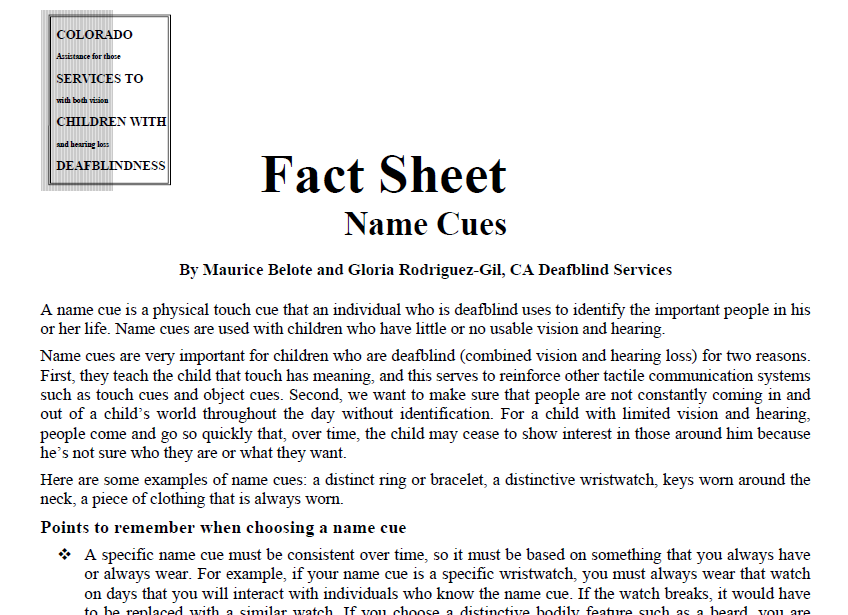 COLORADO
Assistance for those
SERVICES TO
with both vision
CHILDREN WITH
and hearing loss
DEAFBLINDNESS
Fact Sheet
Name Cues
By Maurice Belote and Gloria Rodriguez-Gil, CA Deafblind Services
A name cue is a physical touch cue that an individual who is deafblind uses to identify the important people in his
or her life. Name cues are used with children who have little or no usable vision and hearing.
Name cues are very important for children who are deafblind (combined vision and hearing loss) for two reasons.
First, they teach the child that touch has meaning, and this serves to reinforce other tactile communication systems
such as touch cues and object cues. Second, we want to make sure that people are not constantly coming in and
out of a child's world throughout the day without identification. For a child with limited vision and hearing,
people come and go so quickly that, over time, the child may cease to show interest in those around him because
he's not sure who they are or what they want.
Here are some examples of name cues: a distinct ring or bracelet, a distinctive wristwatch, keys worn around the
neck, a piece of clothing that is always worn.
Points to remember when choosing a name cue
❖ A specific name cue must be consistent over time, so it must be based on something that you always have
or always wear. For example, if your name cue is a specific wristwatch, you must always wear that watch
on days that you will interact with individuals who know the name cue. If the watch breaks, it would have
to be replaced with a similar watch. If you choose a distinctive bodily feature such as a beard, you are